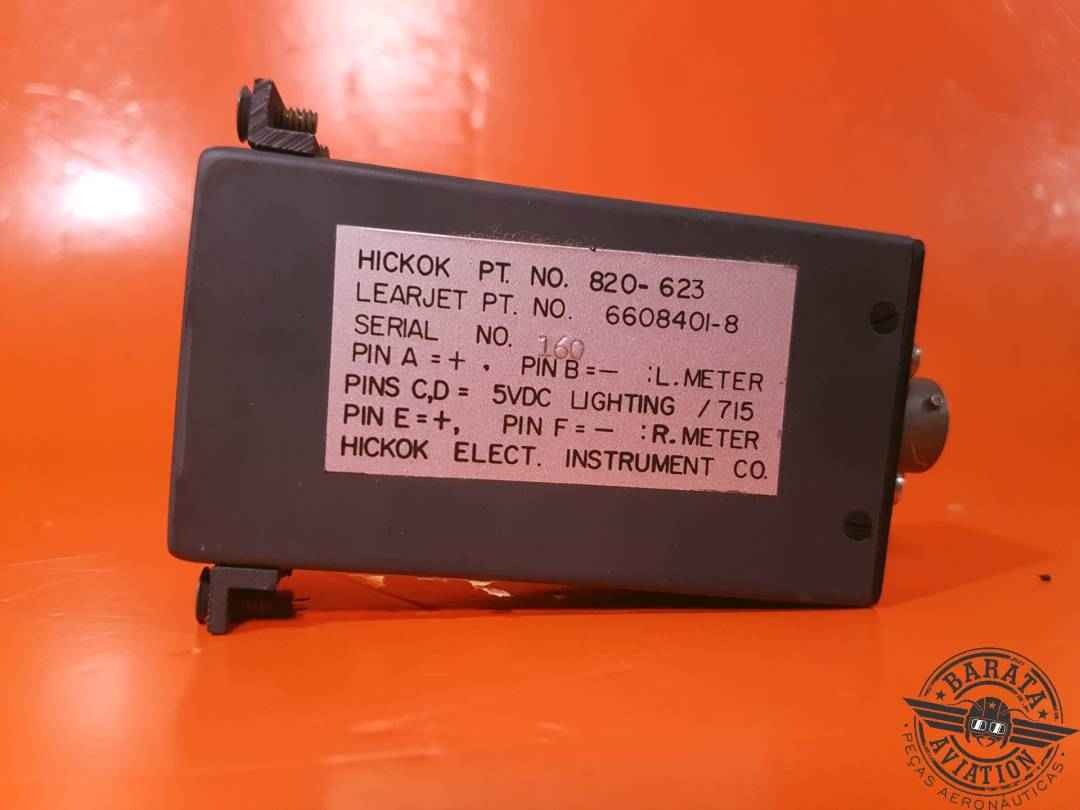 HICKOK PT. NO. 820-623
LEARJET PT. NO. 6608401-8
SERIAL NO. 160
PIN A = + , PIN B = — : L. METER
PINS C,D = 5VDC LIGHTING / 715
PIN E = +, PIN F = — : R. METER
HICKOK ELECT. INSTRUMENT CO.
BARATA
AVIATION
PEÇAS AERONÁUTICAS